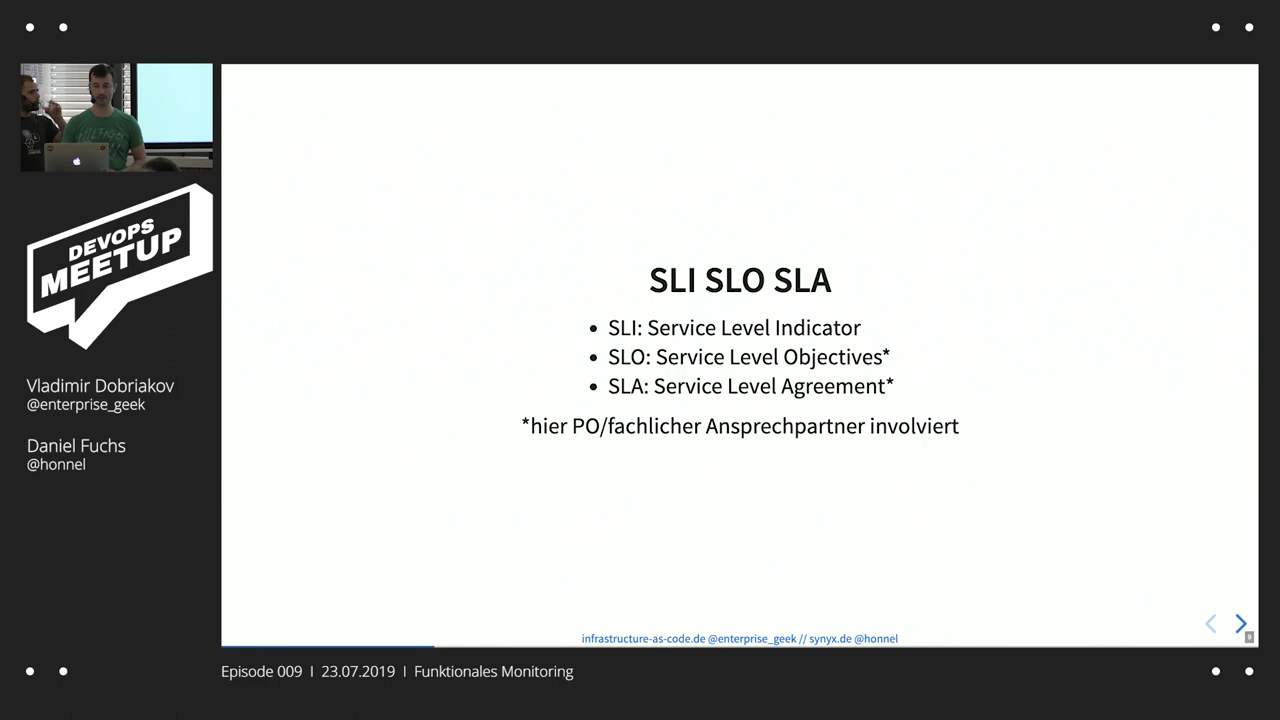 DEVOPS
MEETUP
Vladimir Dobriakov
@enterprise_geek
Daniel Fuchs
@honnel
SLI SLO SLA
• SLI: Service Level Indicator
• SLO: Service Level Objectives*
• SLA: Service Level Agreement*
*hier PO/fachlicher Ansprechpartner involviert
infrastructure-as-code.de @enterprise_geek // synyx.de @honnel
9
Episode 009 I 23.07.2019 I Funktionales Monitoring